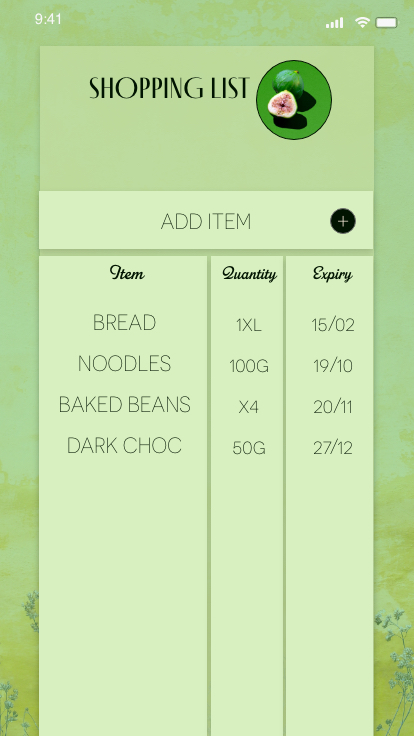 9:41
SHOPPING LIST
ADD ITEM
Item Quantity Expiry
BREAD 1XL 15/02
NOODLES 100G 19/10
BAKED BEANS X4 20/11
DARK CHOC 50G 27/12